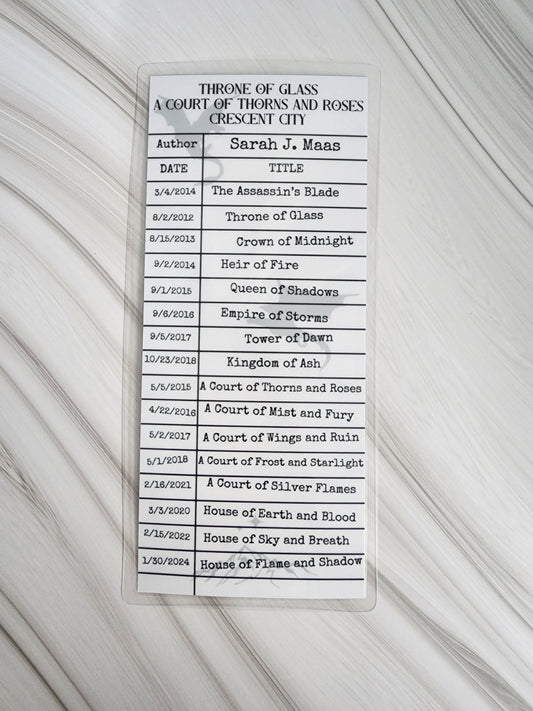 THRONE OF GLASS
A COURT OF THORNS AND ROSES
CRESCENT CITY
Author Sarah J. Maas
DATE TITLE
3/4/2014 The Assassin's Blade
8/2/2012 Throne of Glass
8/15/2013 Crown of Midnight
9/2/2014 Heir of Fire
9/1/2015 Queen of Shadows
9/6/2016 Empire of Storms
9/5/2017 Tower of Dawn
10/23/2018 Kingdom of Ash
5/5/2015 A Court of Thorns and Roses
4/22/2016 A Court of Mist and Fury
5/2/2017 A Court of Wings and Ruin
5/1/2018 A Court of Frost and Starlight
2/16/2021 A Court of Silver Flames
3/3/2020 House of Earth and Blood
2/15/2022 House of Sky and Breath
1/30/2024 House of Flame and Shadow